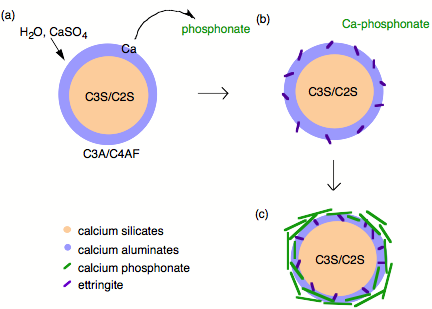 (a)
H₂O, CaSO₄
Ca
phosphonate
C3S/C2S
C3A/C4AF
(b)
Ca-phosphonate
C3S/C2S
(c)
C3S/C2S
calcium silicates
calcium aluminates
calcium phosphonate
ettringite